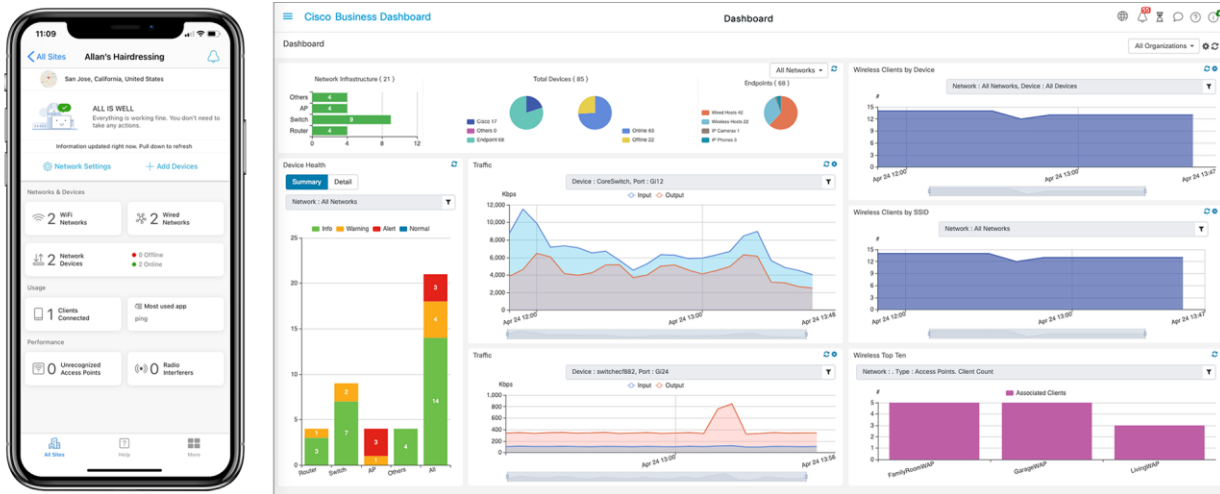 11:09
All Sites
Allan's Hairdressing
San Jose, California, United States
ALL IS WELL
Everything is working fine. You don't need to
take any actions.
Information updated right now. Pull down to refresh
Network Settings
+ Add Devices
Networks & Devices
2 WiFi Networks
2 Wired Networks
2 Network Devices
0 Offline
2 Online
Usage
1 Clients Connected
Most used app
ping
Performance
0 Unrecognized Access Points
0 Radio Interferers
All Sites
Help
More
Cisco Business Dashboard
Dashboard
55
Dashboard
All Organizations
All Networks
Network Infrastructure ( 21 )
Others 4
AP 4
Switch 9
Router 4
0 4 8 12
Total Devices ( 85 )
Cisco 17
Others 0
Endpoint 68
Online 63
Offline 22
Endpoints ( 68 )
Wired Hosts 42
Wireless Hosts 22
IP Cameras 1
IP Phones 3
Device Health
Summary
Detail
Network : All Networks
Info Warning Alert Normal
25
20
15
10
5
0
1
3
2
7
3
1
4
3
4
14
Router Switch AP Others All
Traffic
Device : CoreSwitch, Port : Gi12
Input Output
Kbps
12,000
10,000
8,000
6,000
4,000
2,000
0
Apr 24 12:00 Apr 24 13:00 Apr 24 13:48
Traffic
Device : switchecf882, Port : Gi24
Input Output
Kbps
1,000
800
600
400
200
0
Apr 24 13:00 Apr 24 13:56
Wireless Clients by Device
Network : All Networks, Device : All Devices
#
15
12
9
6
3
0
Apr 24 12:00 Apr 24 13:00 Apr 24 13:47
Wireless Clients by SSID
Network : All Networks
#
15
12
9
6
3
0
Apr 24 12:00 Apr 24 13:00 Apr 24 13:47
Wireless Top Ten
Network : . Type : Access Points. Client Count
Associated Clients
#
5
4
3
2
1
0
FamilyRoomWAP GarageWAP LivingWAP